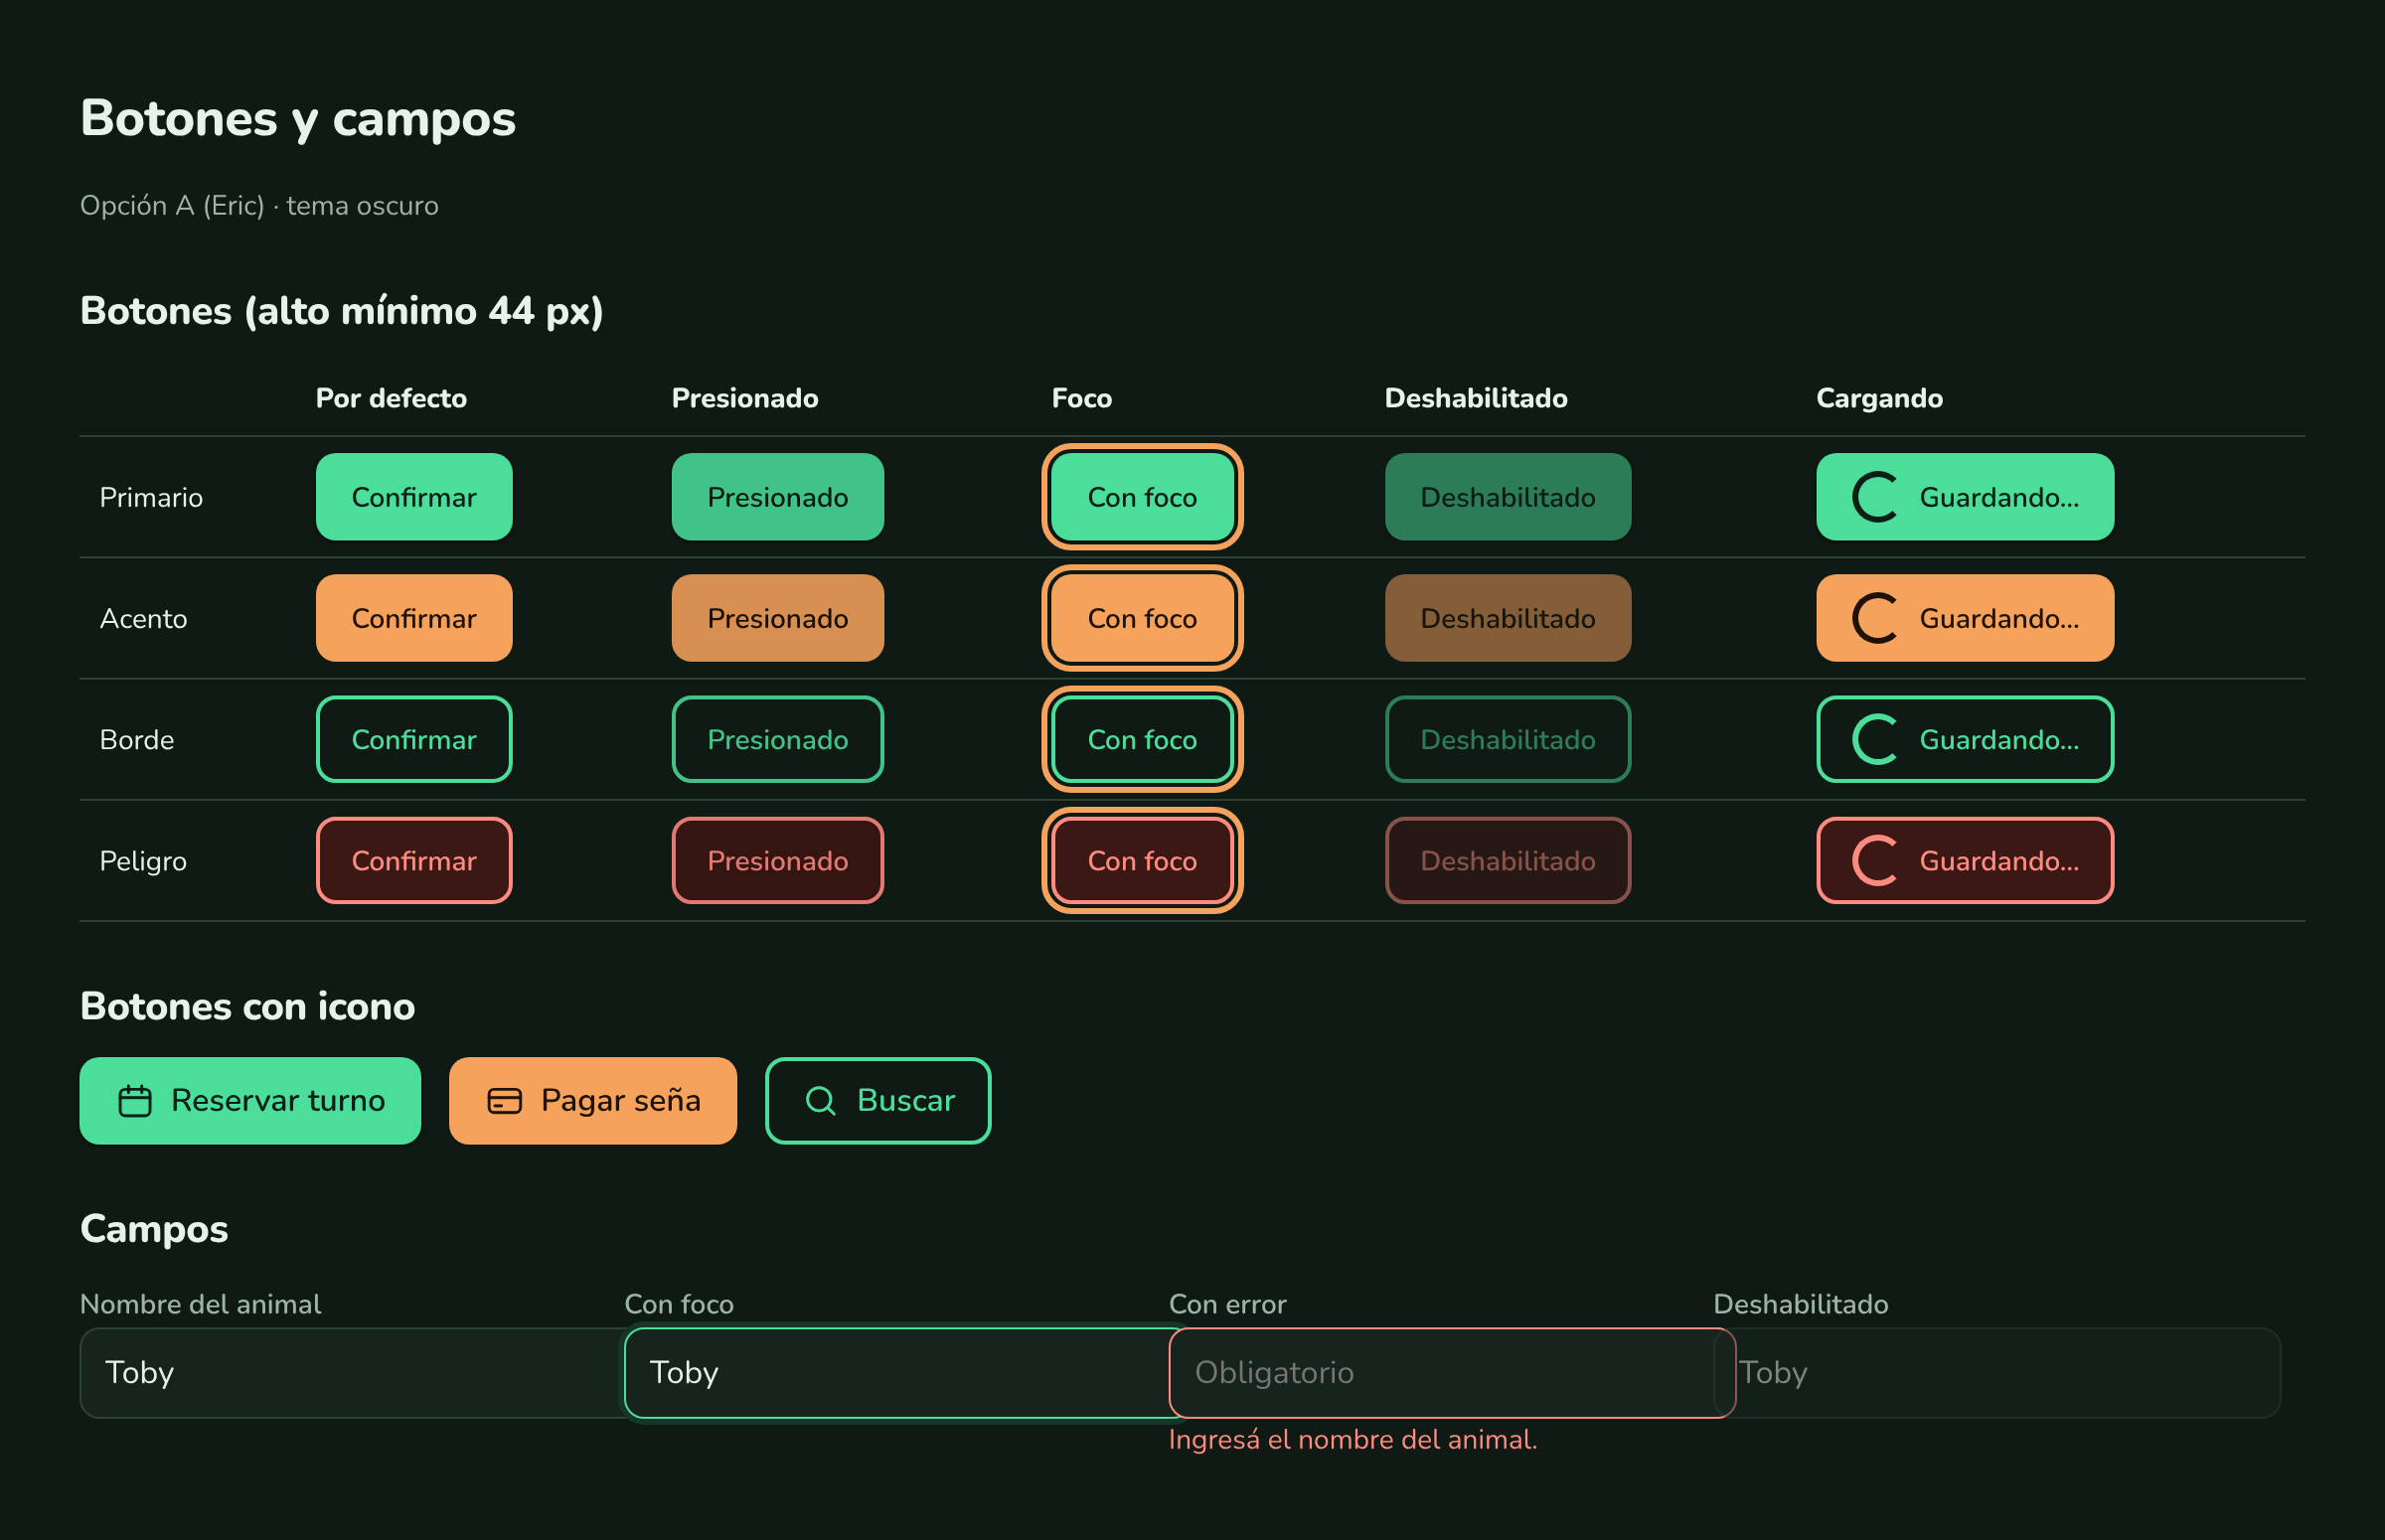 Botones y campos
Opción A (Eric) · tema oscuro
Botones (alto mínimo 44 px)
Por defecto Presionado Foco Deshabilitado Cargando
Primario Confirmar Presionado Con foco Deshabilitado Guardando...
Acento Confirmar Presionado Con foco Deshabilitado Guardando...
Borde Confirmar Presionado Con foco Deshabilitado Guardando...
Peligro Confirmar Presionado Con foco Deshabilitado Guardando...
Botones con icono
Reservar turno Pagar seña Buscar
Campos
Nombre del animal Con foco Con error Deshabilitado
Toby Toby Obligatorio Toby
Ingresá el nombre del animal.